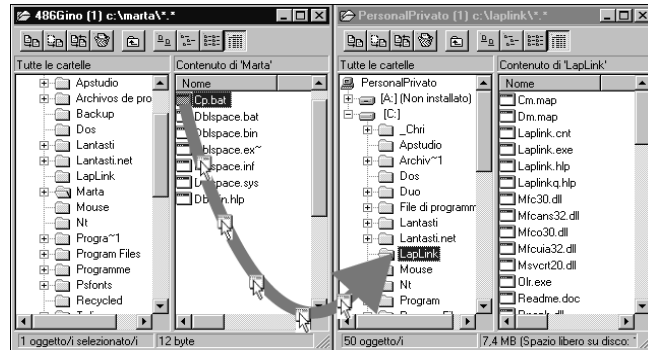 486Gino (1) c:\marta\*.*
Tutte le cartelle
Contenuto di 'Marta'
Apstudio
Archivos de pro
Backup
Dos
Lantasti
Lantasti.net
LapLink
Marta
Mouse
Nt
Progra~1
Program Files
Programme
Psfonts
Recycled
Nome
Cp.bat
Dblspace.bat
Dblspace.bin
Dblspace.ex~
space.inf
space.sys
1 oggetto/i selezionato/i
12 byte
PersonalPrivato (1) c:\laplink\*.*
Tutte le cartelle
Contenuto di 'LapLink'
PersonalPrivato
[A:] (Non installato)
[C:]
_Chri
Apstudio
Archiv~1
Dos
Duo
File di programm
Lantasti
Lantasti.net
LapLink
Mouse
Nt
Program
Nome
Cm.map
Dm.map
Laplink.cnt
Laplink.exe
Laplink.hlp
Laplinkq.hlp
Mfc30.dll
Mfcans32.dll
Mfco30.dll
Mfcuia32.dll
Msvcrt20.dll
Olr.exe
Readme.doc
50 oggetto/i
7,4 MB (Spazio libero su disco: